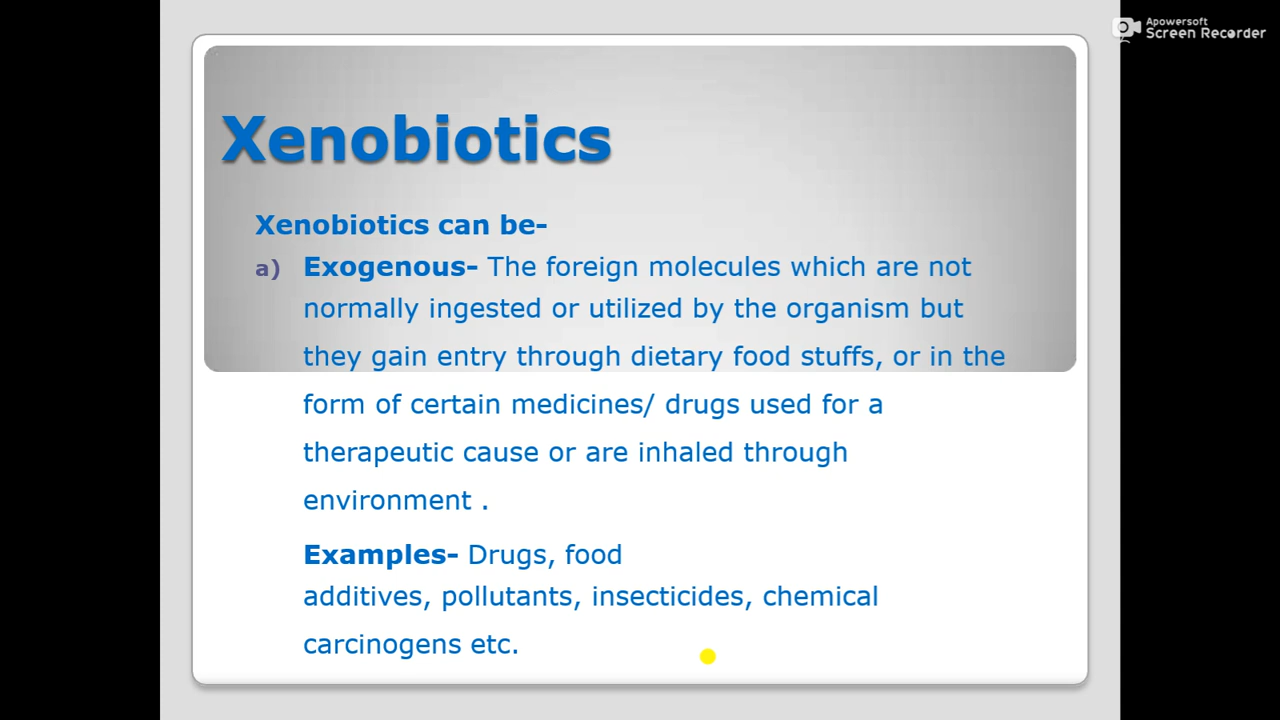 Apowersoft
Screen Recorder
Xenobiotics
Xenobiotics can be-
a) Exogenous- The foreign molecules which are not
normally ingested or utilized by the organism but
they gain entry through dietary food stuffs, or in the
form of certain medicines/ drugs used for a
therapeutic cause or are inhaled through
environment .
Examples- Drugs, food
additives, pollutants, insecticides, chemical
carcinogens etc.